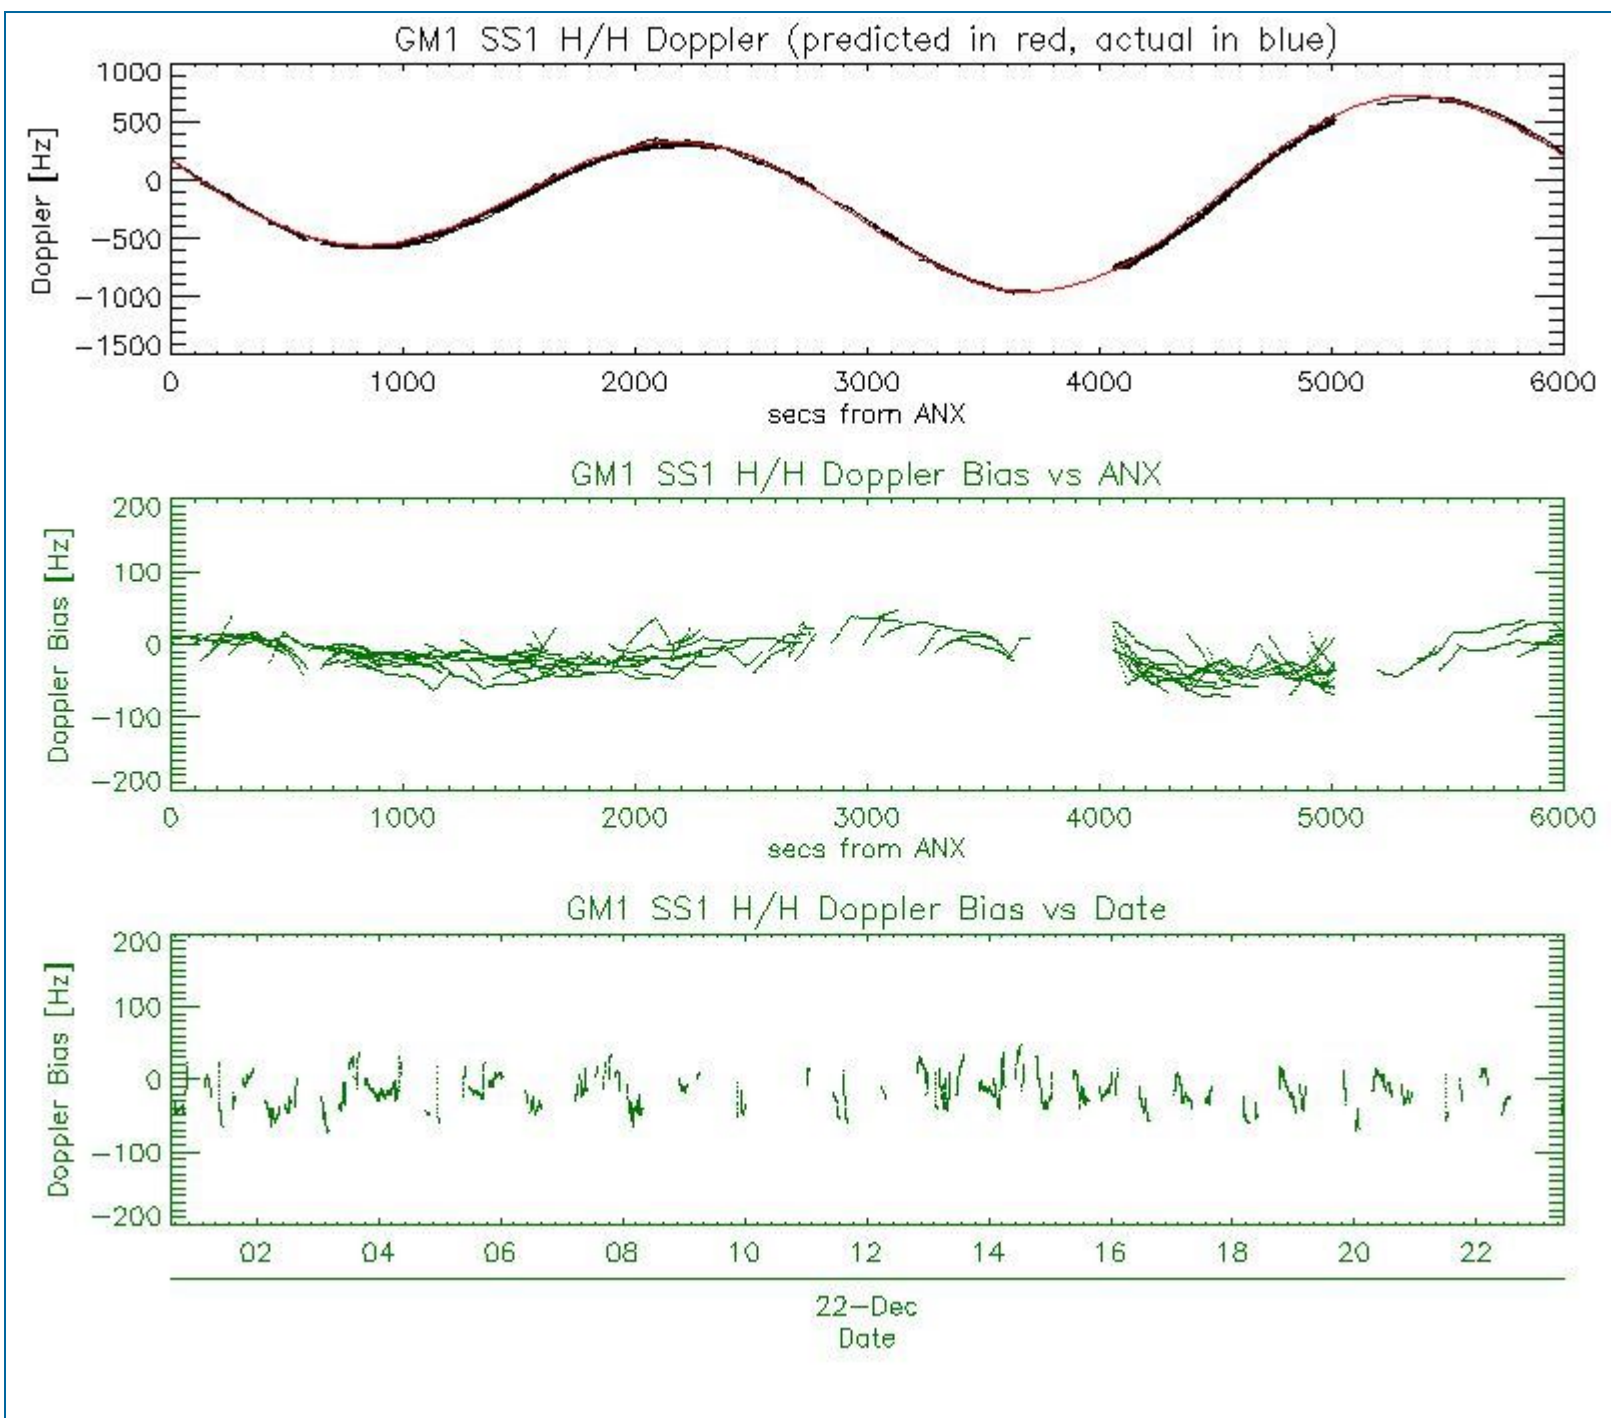 GM1 SS1 H/H Doppler (predicted in red, actual in blue)
1000
500
0
−500
−1000
−1500
Doppler [Hz]
0 1000 2000 3000 4000 5000 6000
secs from ANX
GM1 SS1 H/H Doppler Bias vs ANX
200
100
0
−100
−200
Doppler Bias [Hz]
0 1000 2000 3000 4000 5000 6000
secs from ANX
GM1 SS1 H/H Doppler Bias vs Date
200
100
0
−100
−200
Doppler Bias [Hz]
02 04 06 08 10 12 14 16 18 20 22
22−Dec
Date